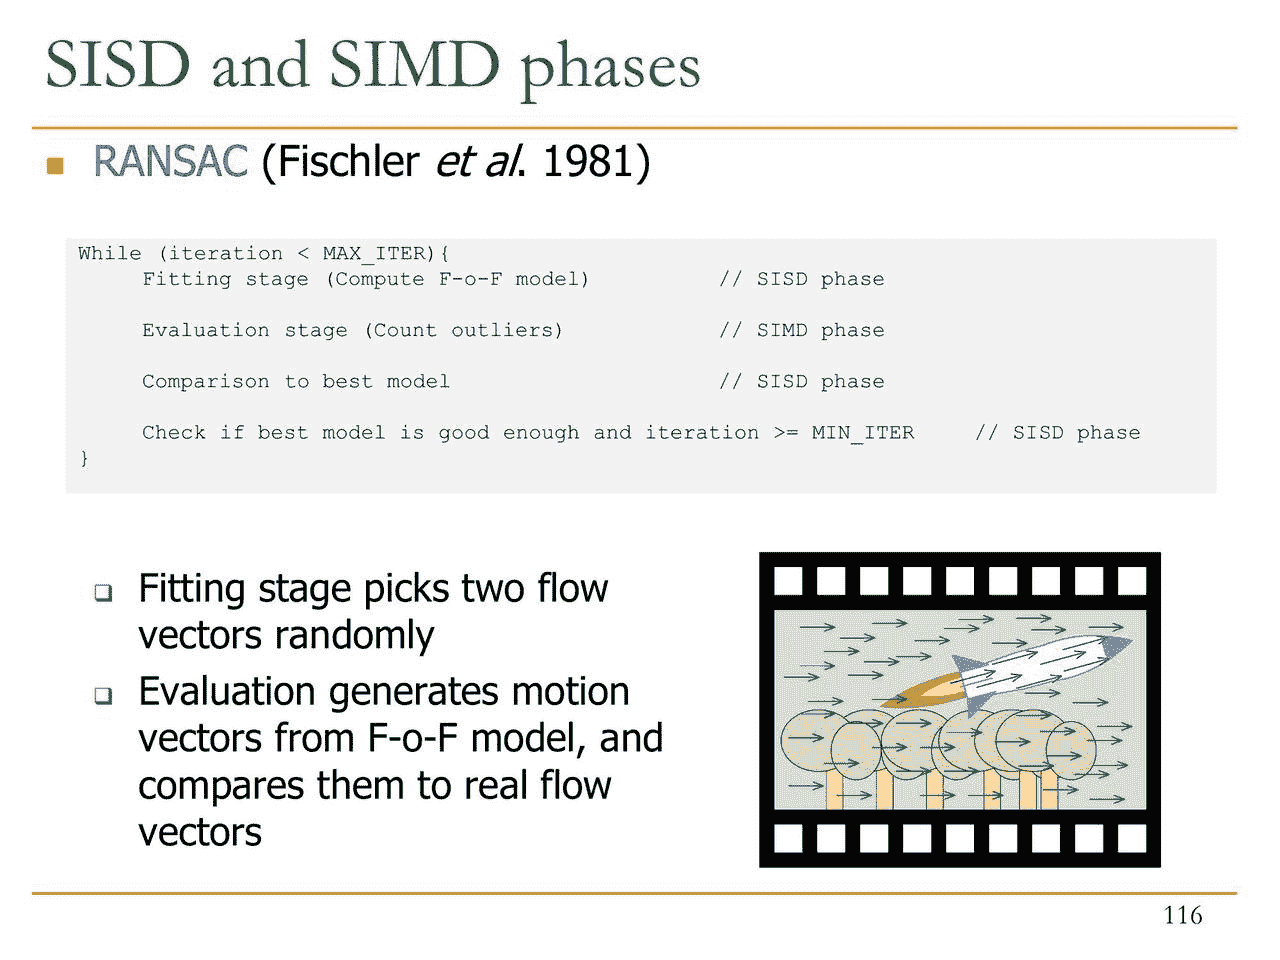 SISD and SIMD phases
RANSAC (Fischler et al. 1981)
While (iteration < MAX_ITER){
Fitting stage (Compute F-o-F model) // SISD phase
Evaluation stage (Count outliers) // SIMD phase
Comparison to best model // SISD phase
Check if best model is good enough and iteration >= MIN_ITER // SISD phase
}
Fitting stage picks two flow
vectors randomly
Evaluation generates motion
vectors from F-o-F model, and
compares them to real flow
vectors
116